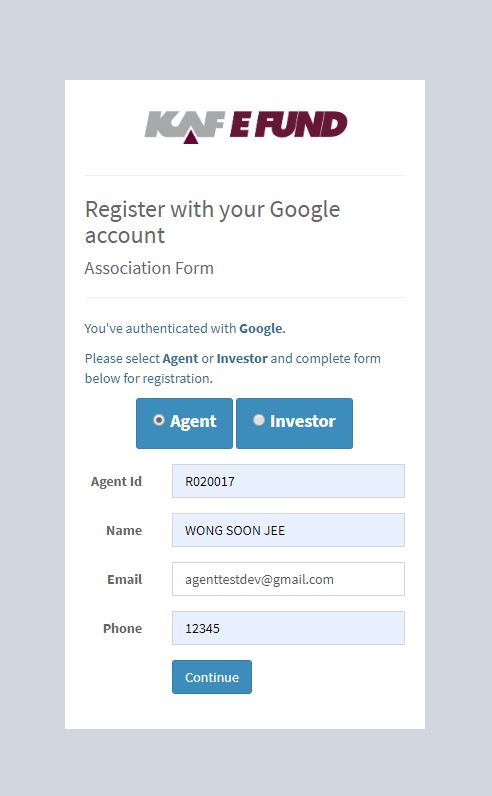 KAF E FUND
Register with your Google
account
Association Form
You've authenticated with Google.
Please select Agent or Investor and complete form
below for registration.
Agent Investor
Agent Id R020017
Name WONG SOON JEE
Email agenttestdev@gmail.com
Phone 12345
Continue